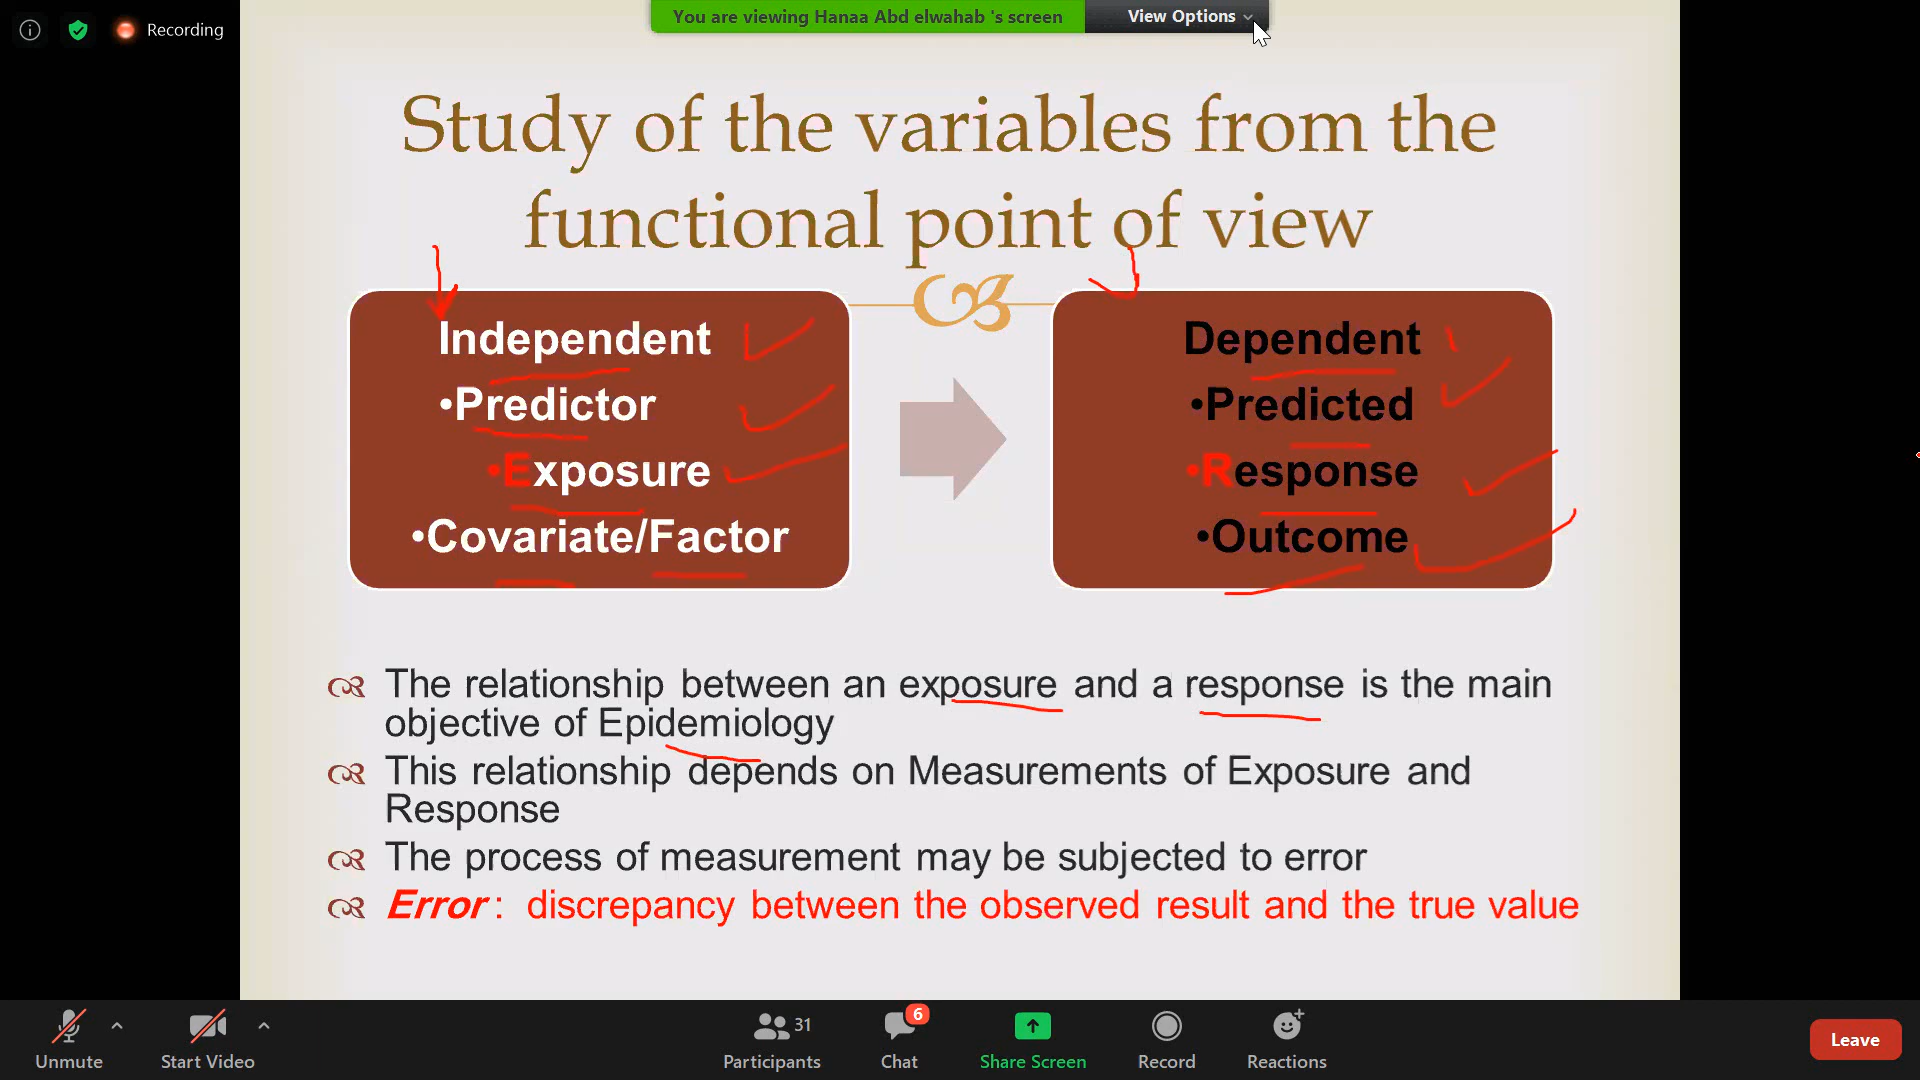 You are viewing Hanaa Abd elwahab 's screen
View Options
Recording
Study of the variables from the
functional point of view
Independent
•Predictor
•Exposure
•Covariate/Factor
Dependent
•Predicted
•Response
•Outcome
The relationship between an exposure and a response is the main
objective of Epidemiology
This relationship depends on Measurements of Exposure and
Response
The process of measurement may be subjected to error
Error: discrepancy between the observed result and the true value
Unmute
Start Video
31
Participants
6
Chat
Share Screen
Record
Reactions
Leave